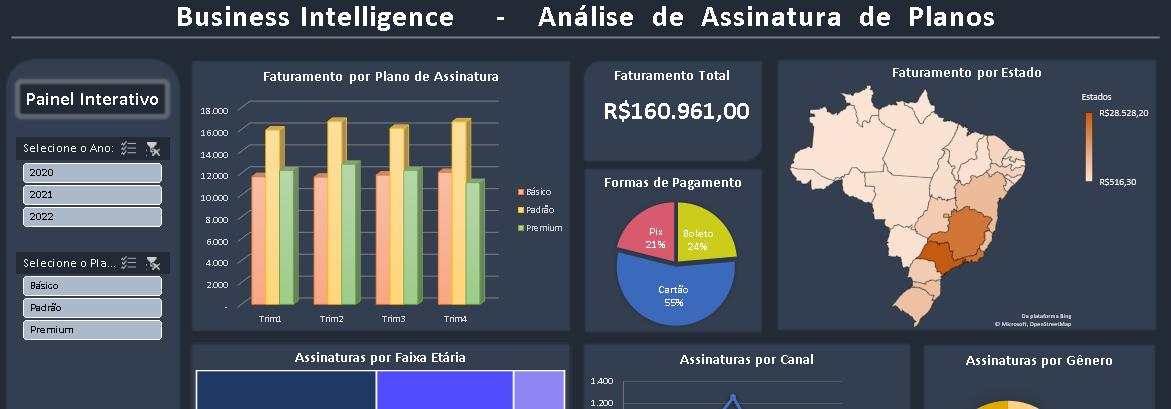 Business Intelligence - Análise de Assinatura de Planos
Painel Interativo
Selecione o Ano:
2020
2021
2022
Selecione o Pla...
Básico
Padrão
Premium
Faturamento por Plano de Assinatura
18.000
16.000
14.000
12.000
10.000
8.000
6.000
4.000
2.000
-
Trim1
Trim2
Trim3
Trim4
Básico
Padrão
Premium
Faturamento Total
R$160.961,00
Formas de Pagamento
Pix
21%
Boleto
24%
Cartão
55%
Faturamento por Estado
Estados
R$28.528,20
R$516,30
Da plataforma Bing
© Microsoft, OpenStreetMap
Assinaturas por Faixa Etária
Assinaturas por Canal
1.400
1.200
Assinaturas por Gênero